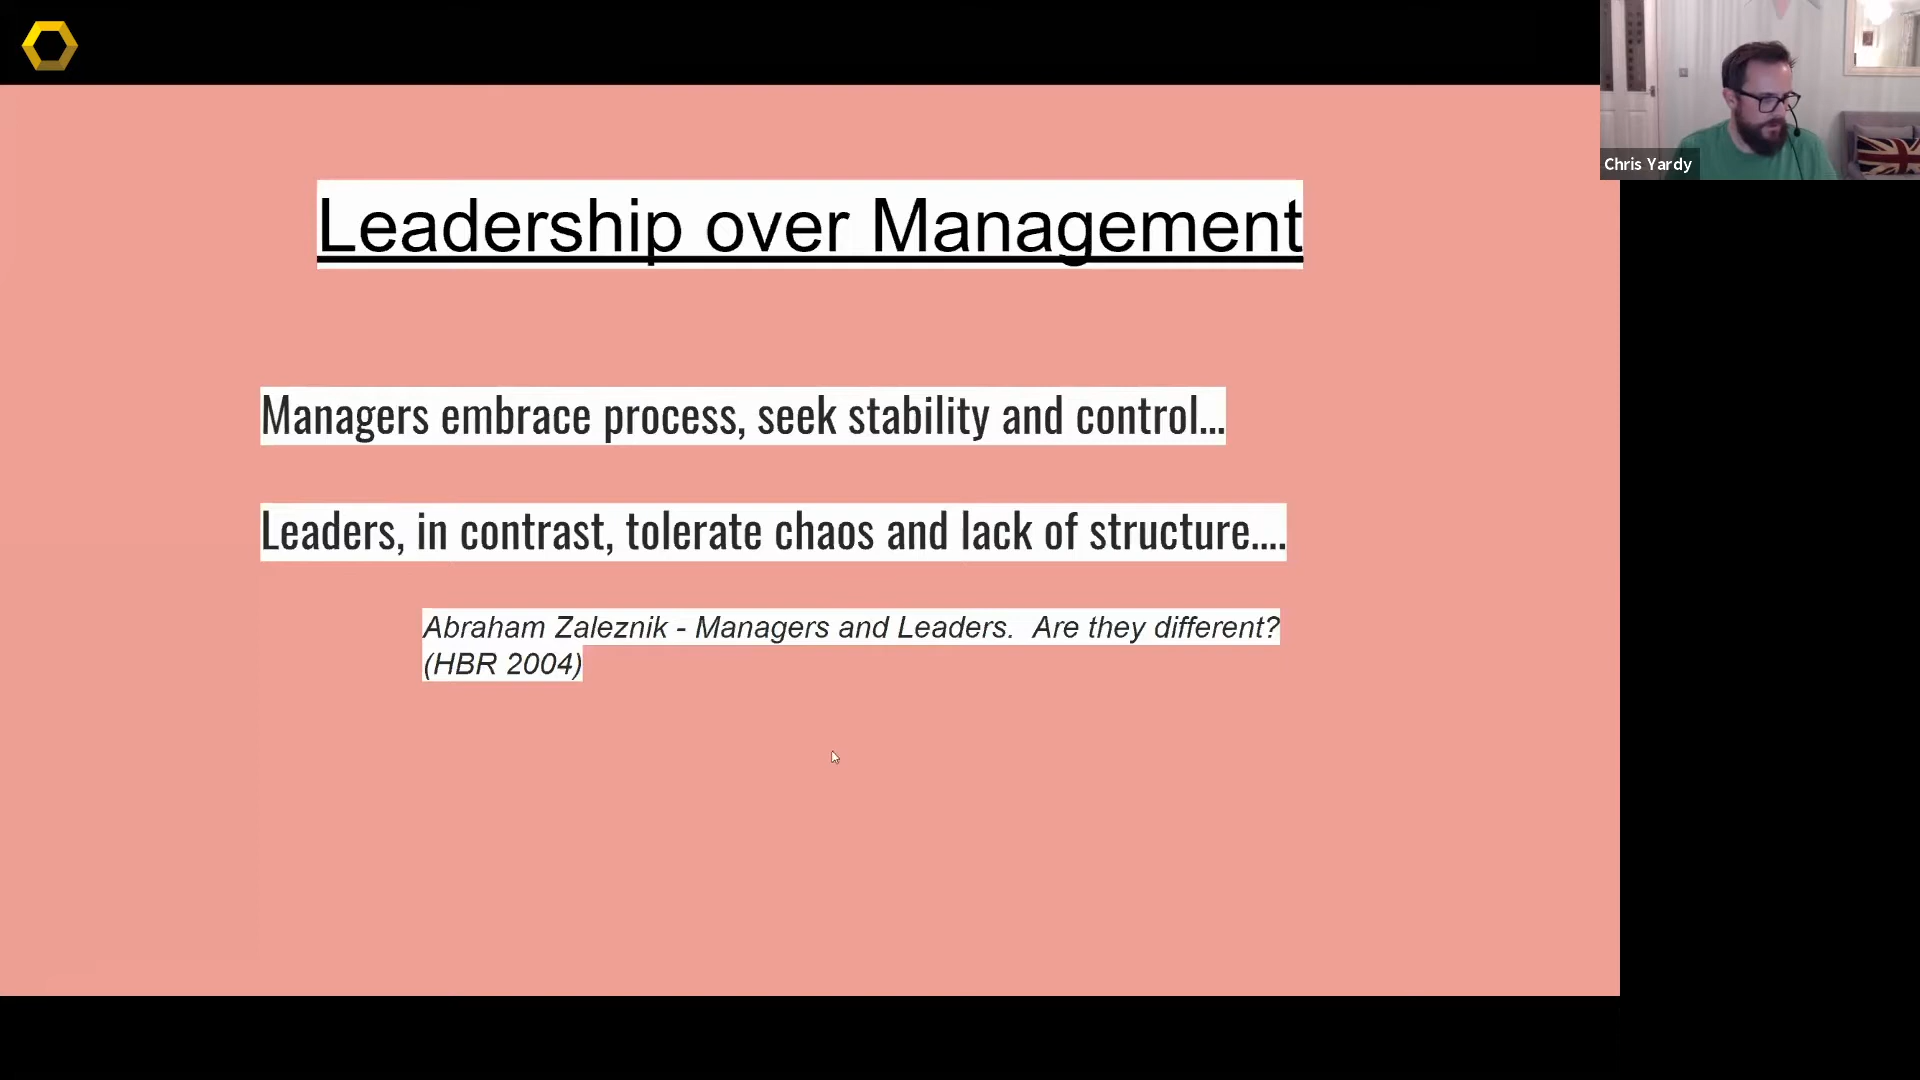 Leadership over Management
Managers embrace process, seek stability and control...
Leaders, in contrast, tolerate chaos and lack of structure....
Abraham Zaleznik - Managers and Leaders.  Are they different?
(HBR 2004)
Chris Yardy